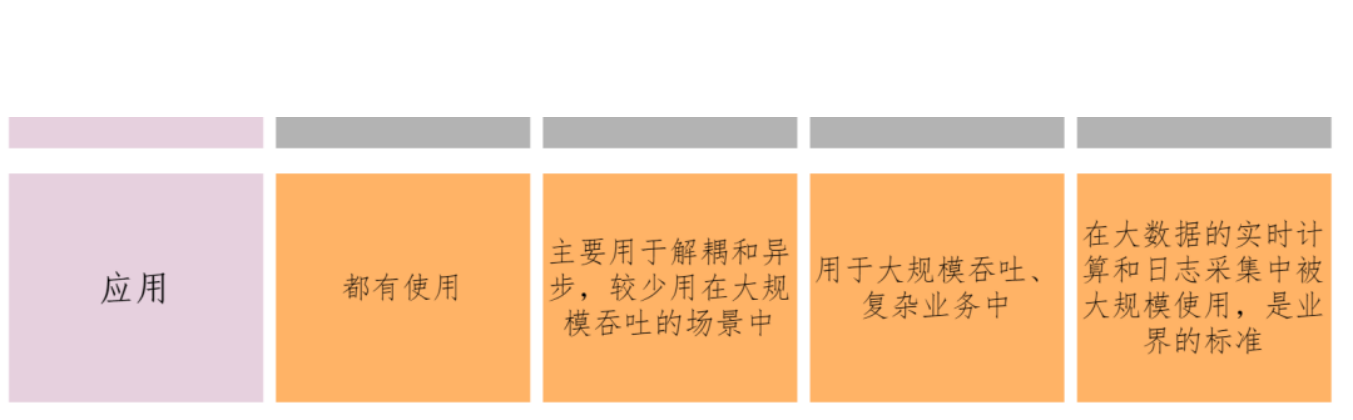 应用
都有使用
主要用于解耦和异
步，较少用在大规
模吞吐的场景中
用于大规模吞吐、
复杂业务中
在大数据的实时计
算和日志采集中被
大规模使用，是业
界的标准